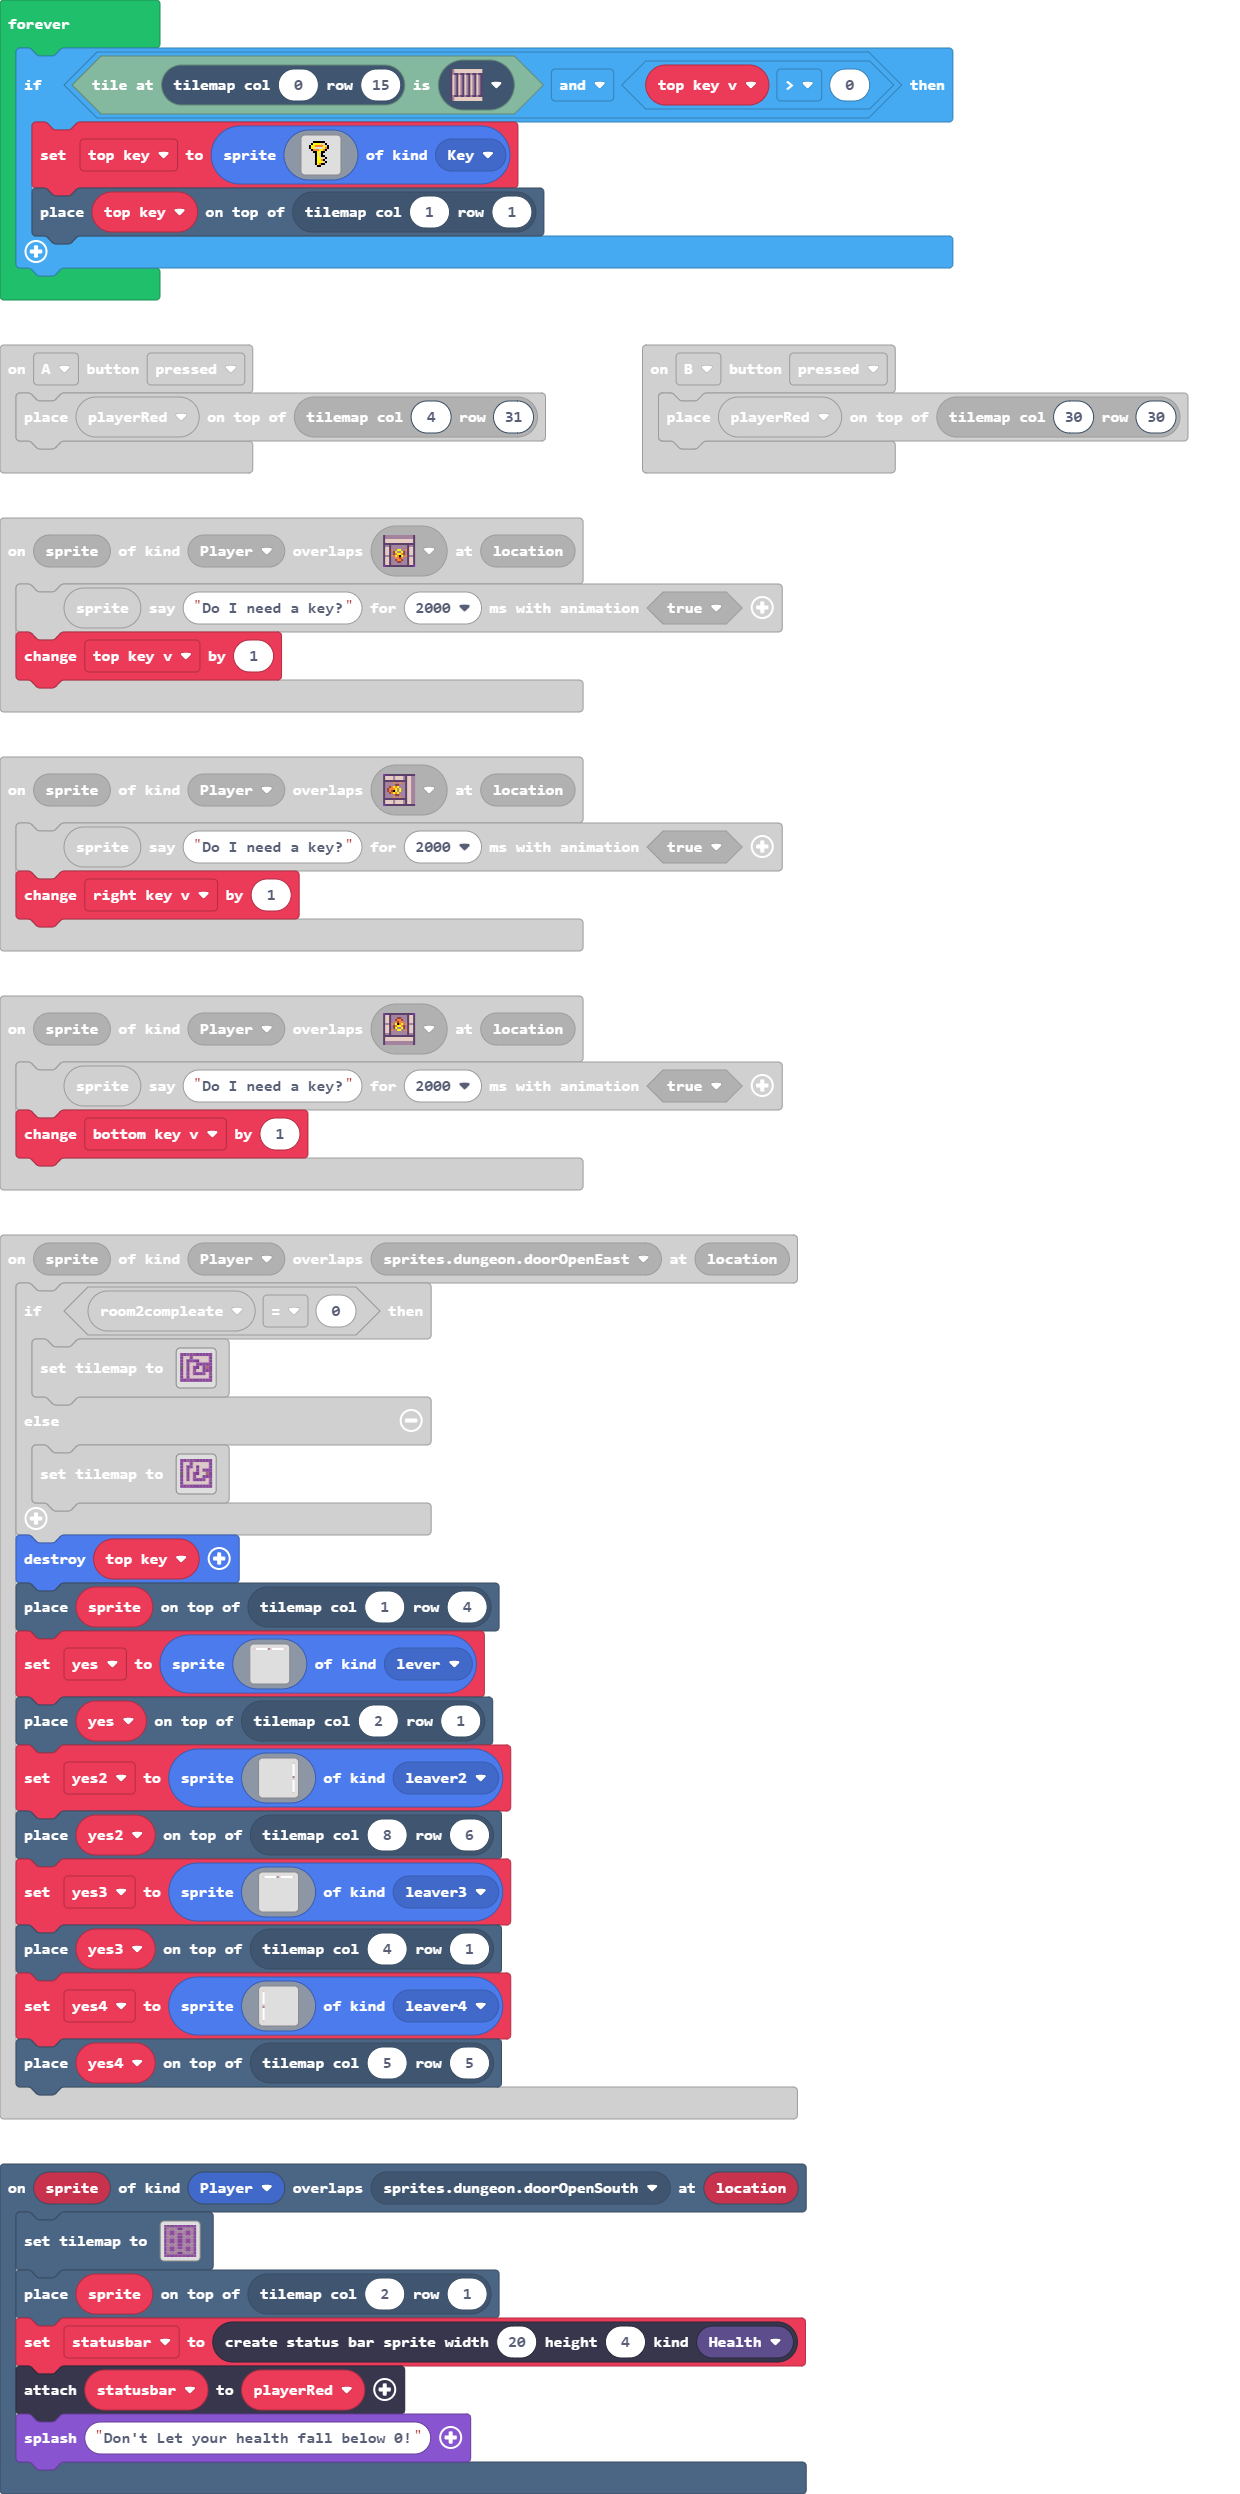 forever
if tile at tilemap col 0 row 15 is and top key v > 0 then
set top key to sprite of kind Key
place top key on top of tilemap col 1 row 1
on A button pressed
place playerRed on top of tilemap col 4 row 31
on B button pressed
place playerRed on top of tilemap col 30 row 30
on sprite of kind Player overlaps at location
sprite say "Do I need a key?" for 2000 ms with animation true
change top key v by 1
on sprite of kind Player overlaps at location
sprite say "Do I need a key?" for 2000 ms with animation true
change right key v by 1
on sprite of kind Player overlaps at location
sprite say "Do I need a key?" for 2000 ms with animation true
change bottom key v by 1
on sprite of kind Player overlaps sprites.dungeon.doorOpenEast at location
if room2compleate = 0 then
set tilemap to
else
set tilemap to
destroy top key
place sprite on top of tilemap col 1 row 4
set yes to sprite of kind lever
place yes on top of tilemap col 2 row 1
set yes2 to sprite of kind leaver2
place yes2 on top of tilemap col 8 row 6
set yes3 to sprite of kind leaver3
place yes3 on top of tilemap col 4 row 1
set yes4 to sprite of kind leaver4
place yes4 on top of tilemap col 5 row 5
on sprite of kind Player overlaps sprites.dungeon.doorOpenSouth at location
set tilemap to
place sprite on top of tilemap col 2 row 1
set statusbar to create status bar sprite width 20 height 4 kind Health
attach statusbar to playerRed
splash "Don't Let your health fall below 0!"